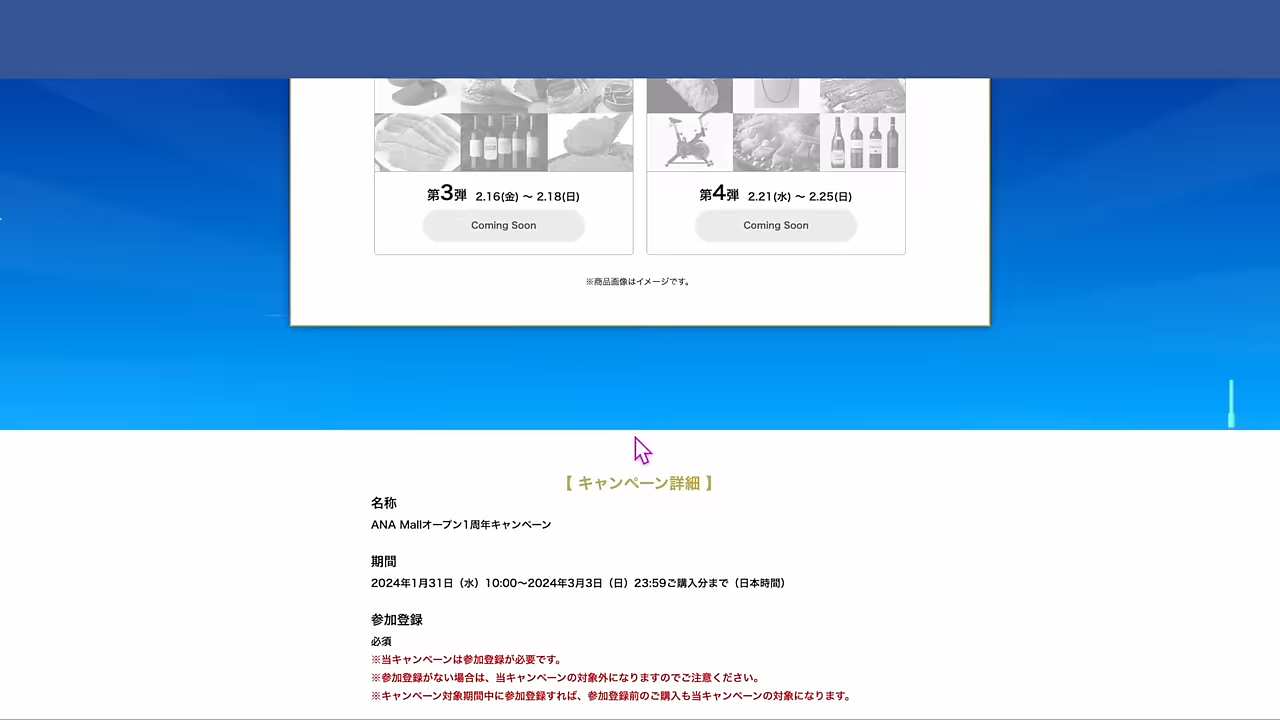 第3弾 2.16(金) ～ 2.18(日)
Coming Soon
第4弾 2.21(水) ～ 2.25(日)
Coming Soon
※商品画像はイメージです。
【 キャンペーン詳細 】
名称
ANA Mallオープン1周年キャンペーン
期間
2024年1月31日（水）10:00～2024年3月3日（日）23:59ご購入分まで（日本時間）
参加登録
必須
※当キャンペーンは参加登録が必要です。
※参加登録がない場合は、当キャンペーンの対象外になりますのでご注意ください。
※キャンペーン対象期間中に参加登録すれば、参加登録前のご購入も当キャンペーンの対象になります。